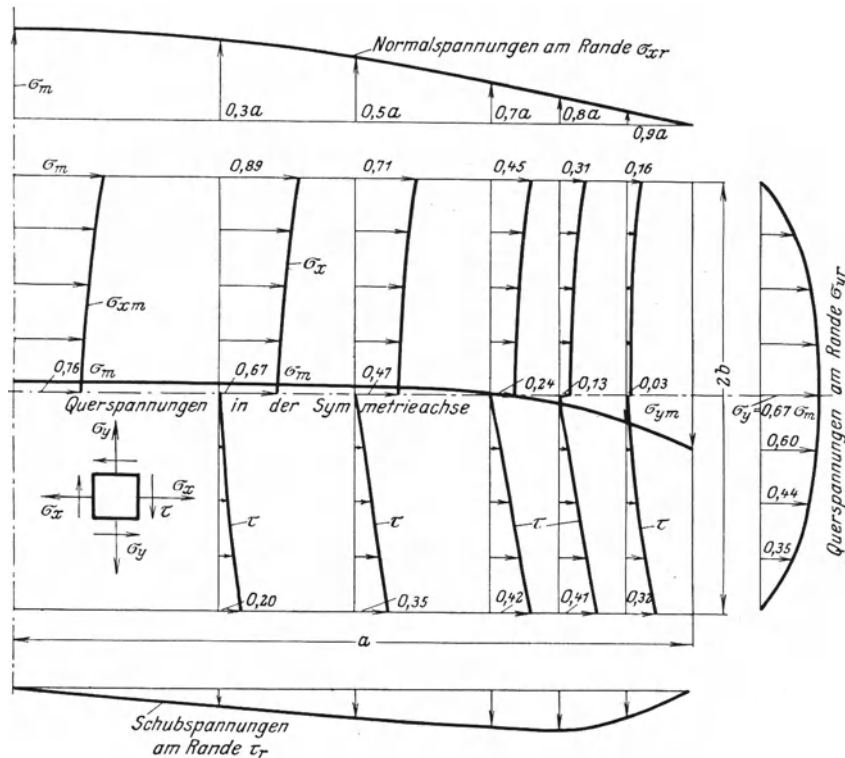 Normalspannungen am Rande σxr
σm
0,3a
0,5a
0,7a
0,8a
0,9a
σm
0,89
0,71
0,45
0,31
0,16
σx
σxm
0,76 σm
0,67 σm
0,47
0,24
0,13
0,03
Querspannungen in der Symmetrieachse
σym
σy=0,67 σm
0,60
0,44
0,35
Querspannungen am Rande σyr
2b
σy
σx
σx
τ
σy
τ
τ
τ
τ
0,20
0,35
0,42
0,41
0,32
a
Schubspannungen
am Rande τr